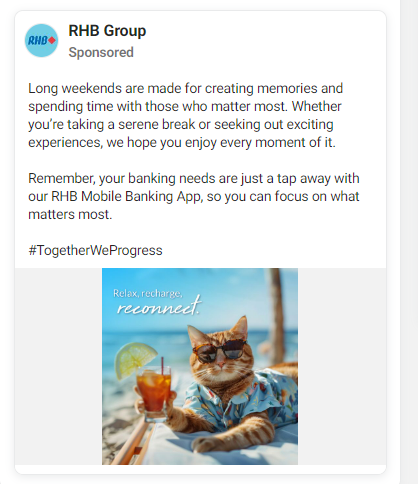 RHB
RHB Group
Sponsored
Long weekends are made for creating memories and
spending time with those who matter most. Whether
you're taking a serene break or seeking out exciting
experiences, we hope you enjoy every moment of it.
Remember, your banking needs are just a tap away with
our RHB Mobile Banking App, so you can focus on what
matters most.
#TogetherWeProgress
Relax, recharge,
reconnect.